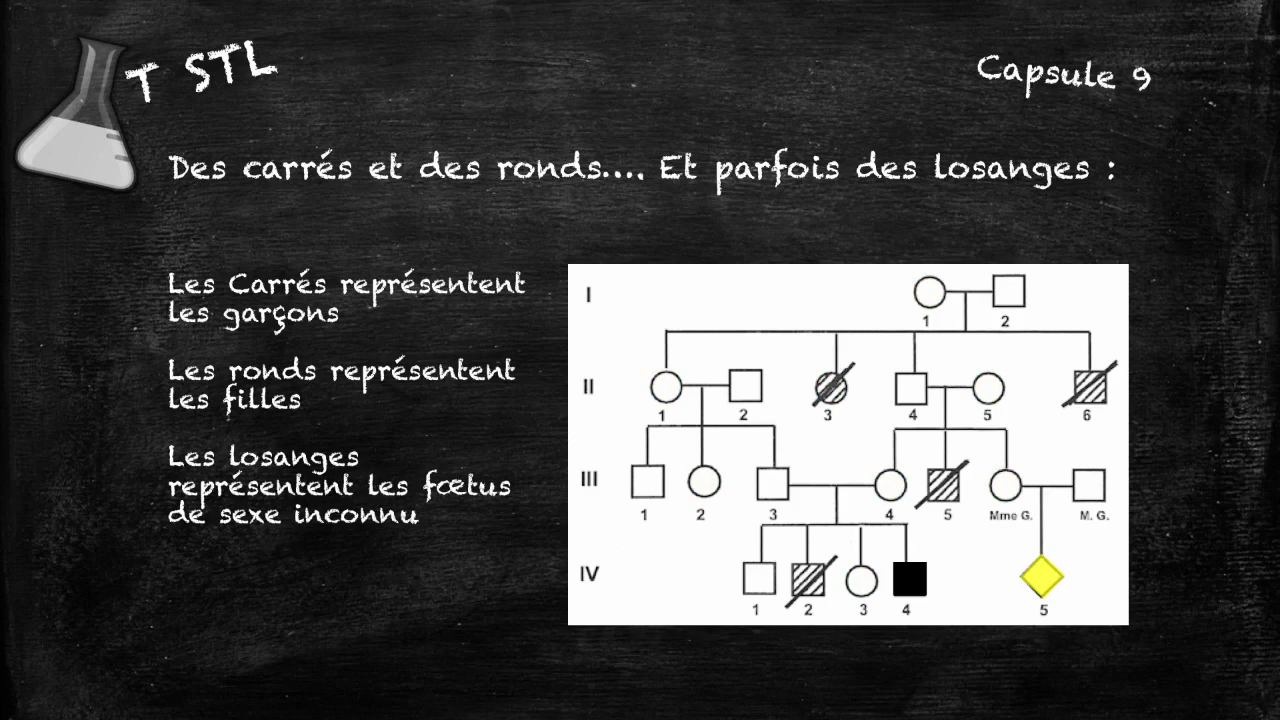 T STL
Capsule 9
Des carrés et des ronds.... Et parfois des losanges :
Les Carrés représentent
les garçons
Les ronds représentent
les filles
Les losanges
représentent les fœtus
de sexe inconnu
I
1 2
II
1 2 3 4 5 6
III
1 2 3 4 5 Mme G. M. G.
IV
1 2 3 4 5